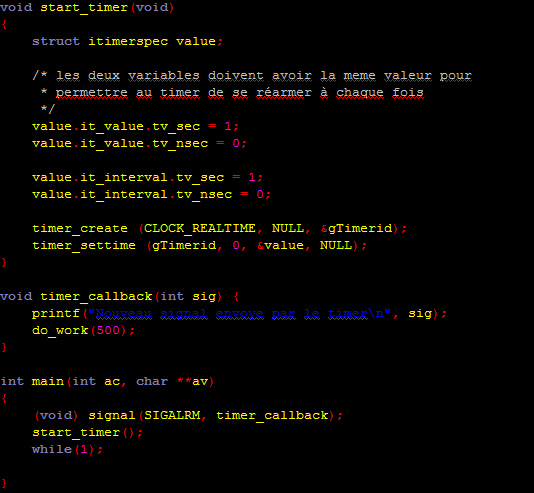 void start_timer(void)
{
    struct itimerspec value;

    /* les deux variables doivent avoir la meme valeur pour
     * permettre au timer de se réarmer à chaque fois
     */
    value.it_value.tv_sec = 1;
    value.it_value.tv_nsec = 0;

    value.it_interval.tv_sec = 1;
    value.it_interval.tv_nsec = 0;

    timer_create (CLOCK_REALTIME, NULL, &gTimerid);
    timer_settime (gTimerid, 0, &value, NULL);
}

void timer_callback(int sig) {
    printf("Nouveau signal envoye par le timer\n", sig);
    do_work(500);
}

int main(int ac, char **av)
{
    (void) signal(SIGALRM, timer_callback);
    start_timer();
    while(1);

}